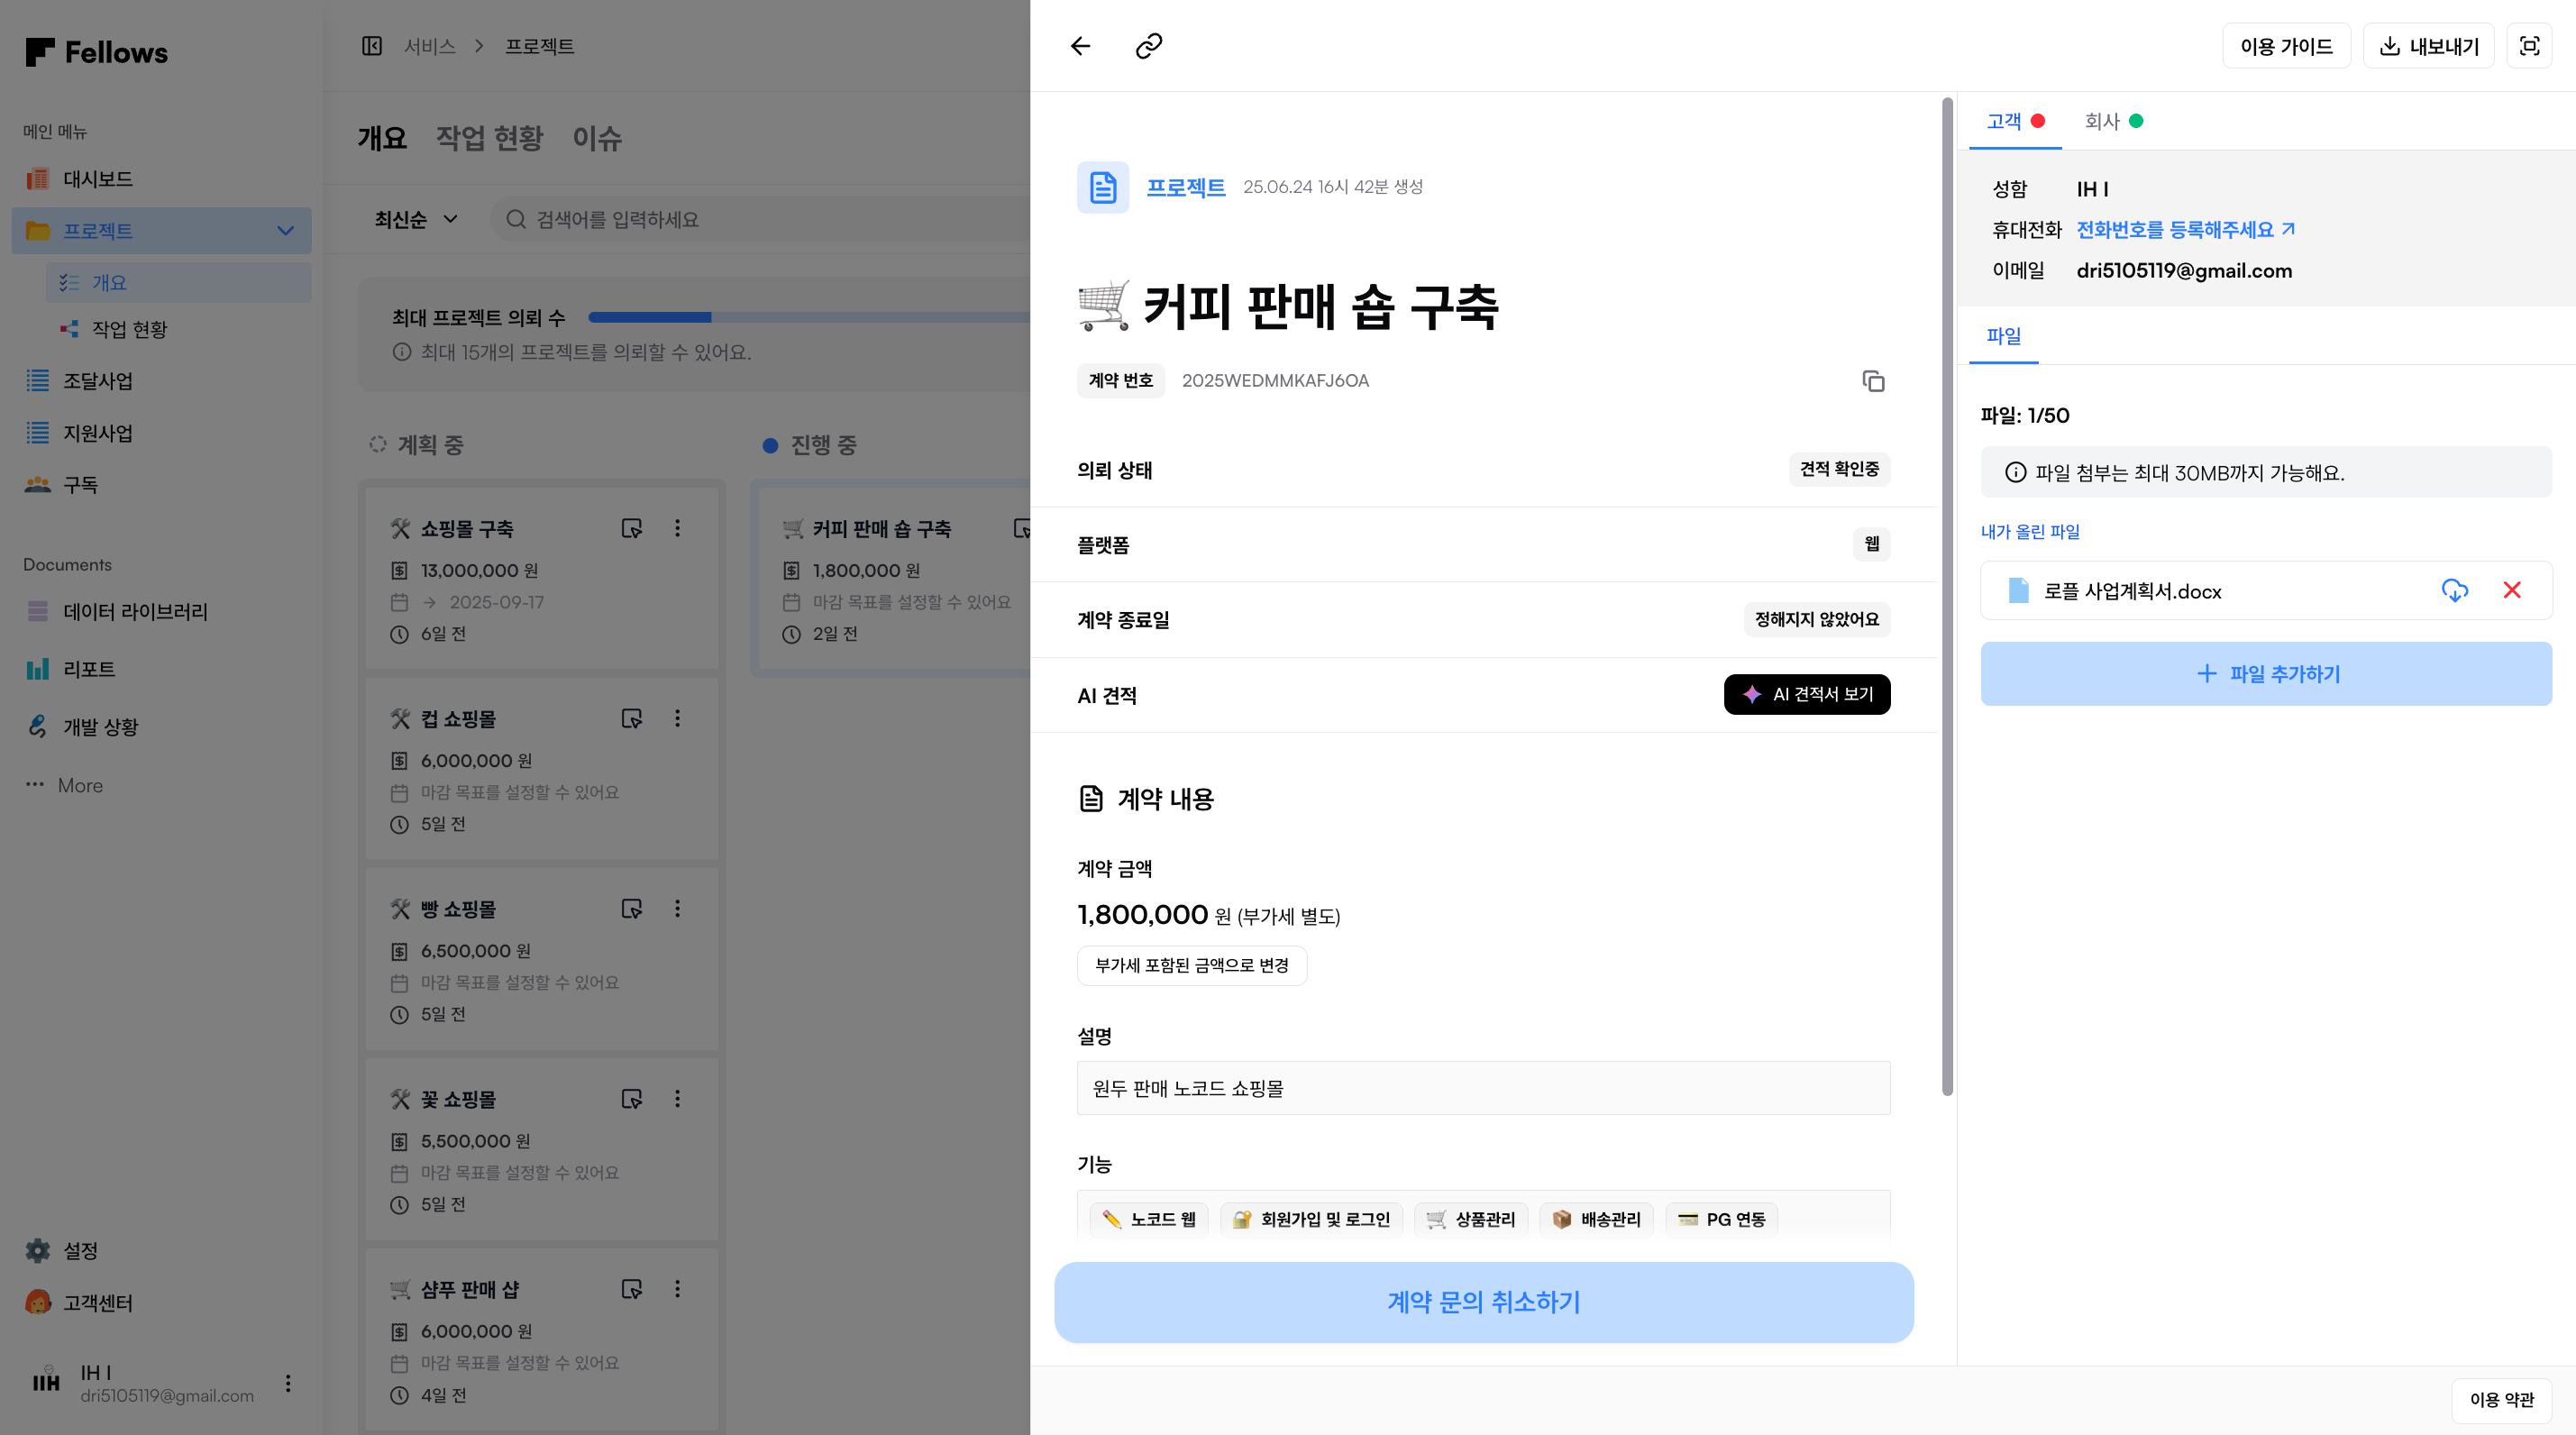 Fellows
메인 메뉴
대시보드
프로젝트
개요
작업 현황
조달사업
지원사업
구독
Documents
데이터 라이브러리
리포트
개발 상황
More
설정
고객센터
IH I
dri5105119@gmail.com
서비스 > 프로젝트
개요 작업 현황 이슈
최신순 검색어를 입력하세요
최대 프로젝트 의뢰 수
최대 15개의 프로젝트를 의뢰할 수 있어요.
계획 중
쇼핑몰 구축
13,000,000 원
→ 2025-09-17
6일 전
컵 쇼핑몰
6,000,000 원
마감 목표를 설정할 수 있어요
5일 전
빵 쇼핑몰
6,500,000 원
마감 목표를 설정할 수 있어요
5일 전
꽃 쇼핑몰
5,500,000 원
마감 목표를 설정할 수 있어요
5일 전
샴푸 판매 샵
6,000,000 원
마감 목표를 설정할 수 있어요
4일 전
진행 중
커피 판매 숍 구축
1,800,000 원
마감 목표를 설정할 수 있어요
2일 전
이용 가이드 내보내기
프로젝트 25.06.24 16시 42분 생성
커피 판매 숍 구축
계약 번호 2025WEDMMKAFJ6OA
의뢰 상태 견적 확인중
플랫폼 웹
계약 종료일 정해지지 않았어요
AI 견적 AI 견적서 보기
계약 내용
계약 금액
1,800,000 원 (부가세 별도)
부가세 포함된 금액으로 변경
설명
원두 판매 노코드 쇼핑몰
기능
노코드 웹 회원가입 및 로그인 상품관리 배송관리 PG 연동
계약 문의 취소하기
고객 회사
성함 IH I
휴대전화 전화번호를 등록해주세요
이메일 dri5105119@gmail.com
파일
파일: 1/50
파일 첨부는 최대 30MB까지 가능해요.
내가 올린 파일
로플 사업계획서.docx
파일 추가하기
이용 약관